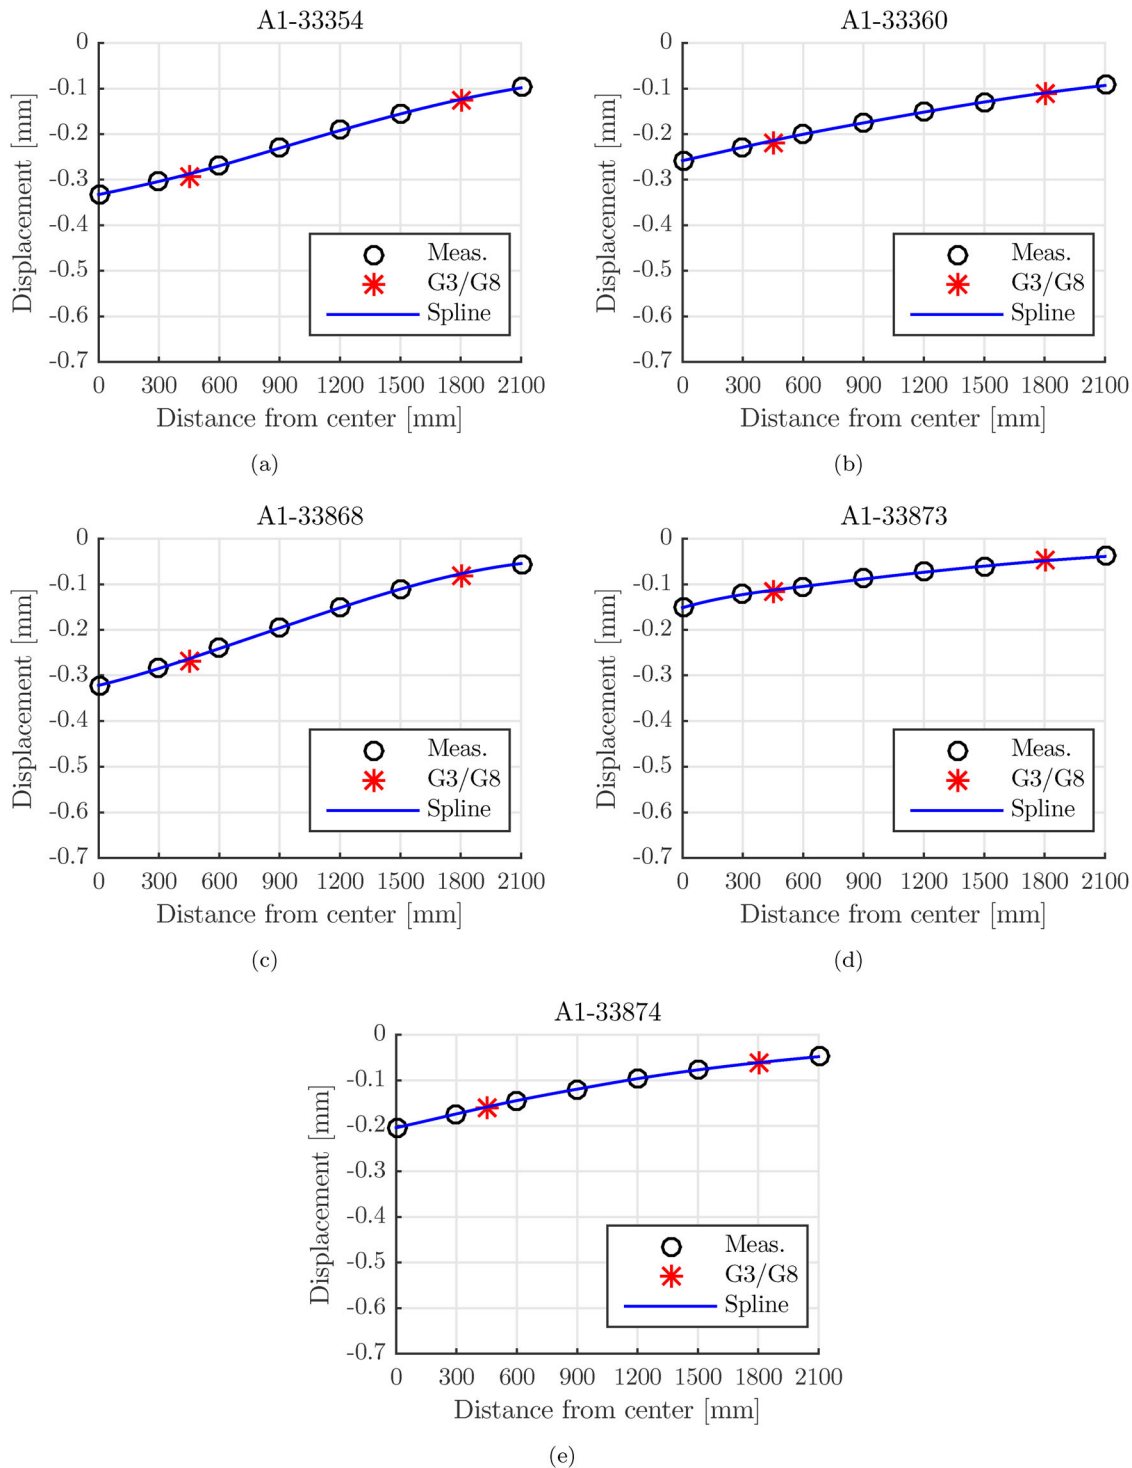 A1-33354
0
-0.1
-0.2
-0.3
-0.4
-0.5
-0.6
-0.7
Displacement [mm]
Meas.
G3/G8
Spline
0 300 600 900 1200 1500 1800 2100
Distance from center [mm]
(a)
A1-33360
0
-0.1
-0.2
-0.3
-0.4
-0.5
-0.6
-0.7
Displacement [mm]
Meas.
G3/G8
Spline
0 300 600 900 1200 1500 1800 2100
Distance from center [mm]
(b)
A1-33868
0
-0.1
-0.2
-0.3
-0.4
-0.5
-0.6
-0.7
Displacement [mm]
Meas.
G3/G8
Spline
0 300 600 900 1200 1500 1800 2100
Distance from center [mm]
(c)
A1-33873
0
-0.1
-0.2
-0.3
-0.4
-0.5
-0.6
-0.7
Displacement [mm]
Meas.
G3/G8
Spline
0 300 600 900 1200 1500 1800 2100
Distance from center [mm]
(d)
A1-33874
0
-0.1
-0.2
-0.3
-0.4
-0.5
-0.6
-0.7
Displacement [mm]
Meas.
G3/G8
Spline
0 300 600 900 1200 1500 1800 2100
Distance from center [mm]
(e)